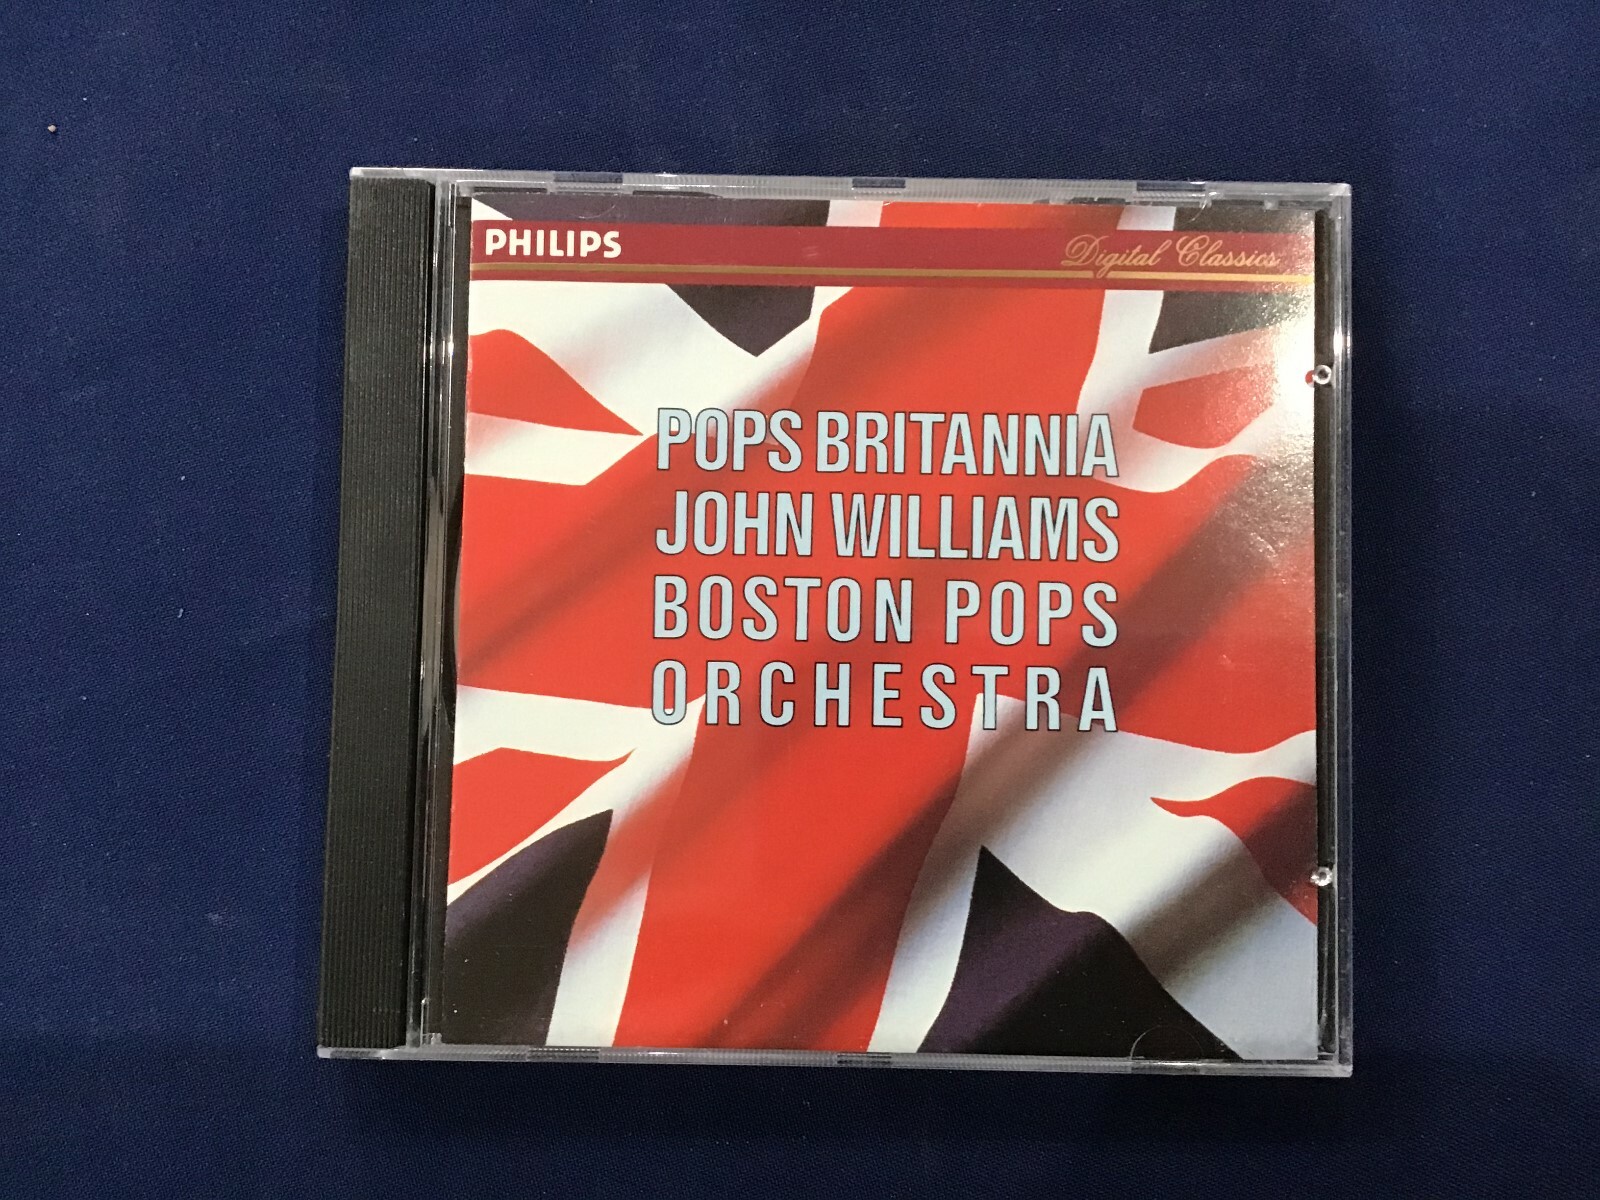 PHILIPS
Digital Classics
POPS BRITANNIA
JOHN WILLIAMS
BOSTON POPS
ORCHESTRA